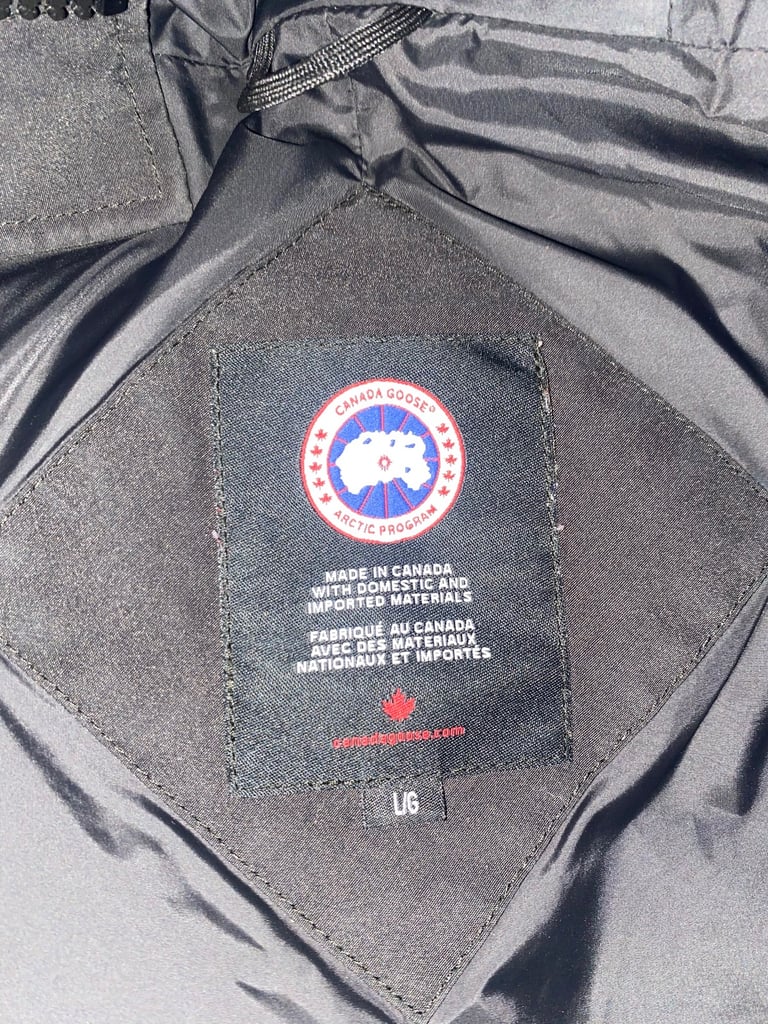 CANADA GOOSE®
ARCTIC PROGRAM
MADE IN CANADA
WITH DOMESTIC AND
IMPORTED MATERIALS
FABRIQUÉ AU CANADA
AVEC DES MATERIAUX
NATIONAUX ET IMPORTÉS
canadagoose.com
L/G